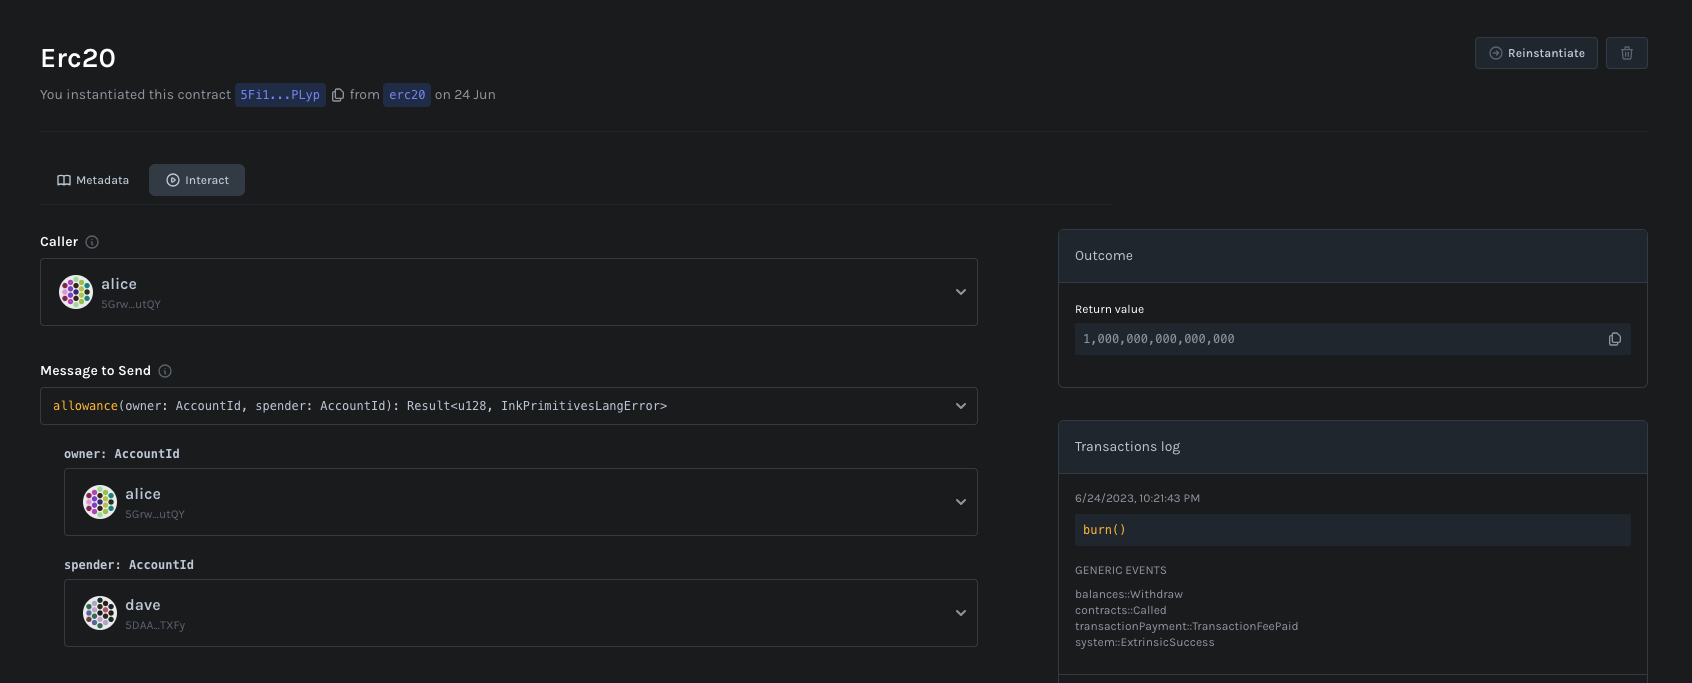 Erc20
Reinstantiate
You instantiated this contract 5Fi1...PLyp from erc20 on 24 Jun
Metadata
Interact
Caller
alice
5Grw...utQY
Message to Send
allowance(owner: AccountId, spender: AccountId): Result<u128, InkPrimitivesLangError>
owner: AccountId
alice
5Grw...utQY
spender: AccountId
dave
5DAA...TXFy
Outcome
Return value
1,000,000,000,000,000
Transactions log
6/24/2023, 10:21:43 PM
burn()
GENERIC EVENTS
balances::Withdraw
contracts::Called
transactionPayment::TransactionFeePaid
system::ExtrinsicSuccess